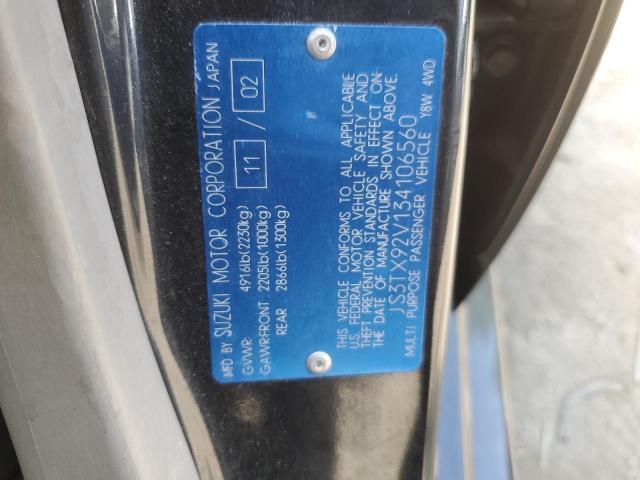 MFD BY SUZUKI MOTOR CORPORATION JAPAN
GVWR: 4916lb(2230kg) 11 / 02
GAWRFRONT 2205lb(1000kg)
REAR 2866lb(1300kg)
THIS VEHICLE CONFORMS TO ALL APPLICABLE
U.S. FEDERAL MOTOR VEHICLE SAFETY AND
THEFT PREVENTION STANDARDS IN EFFECT ON
THE DATE OF MANUFACTURE SHOWN ABOVE.
JS3TX92V134106560
MULTI PURPOSE PASSENGER VEHICLE Y8W 4WD